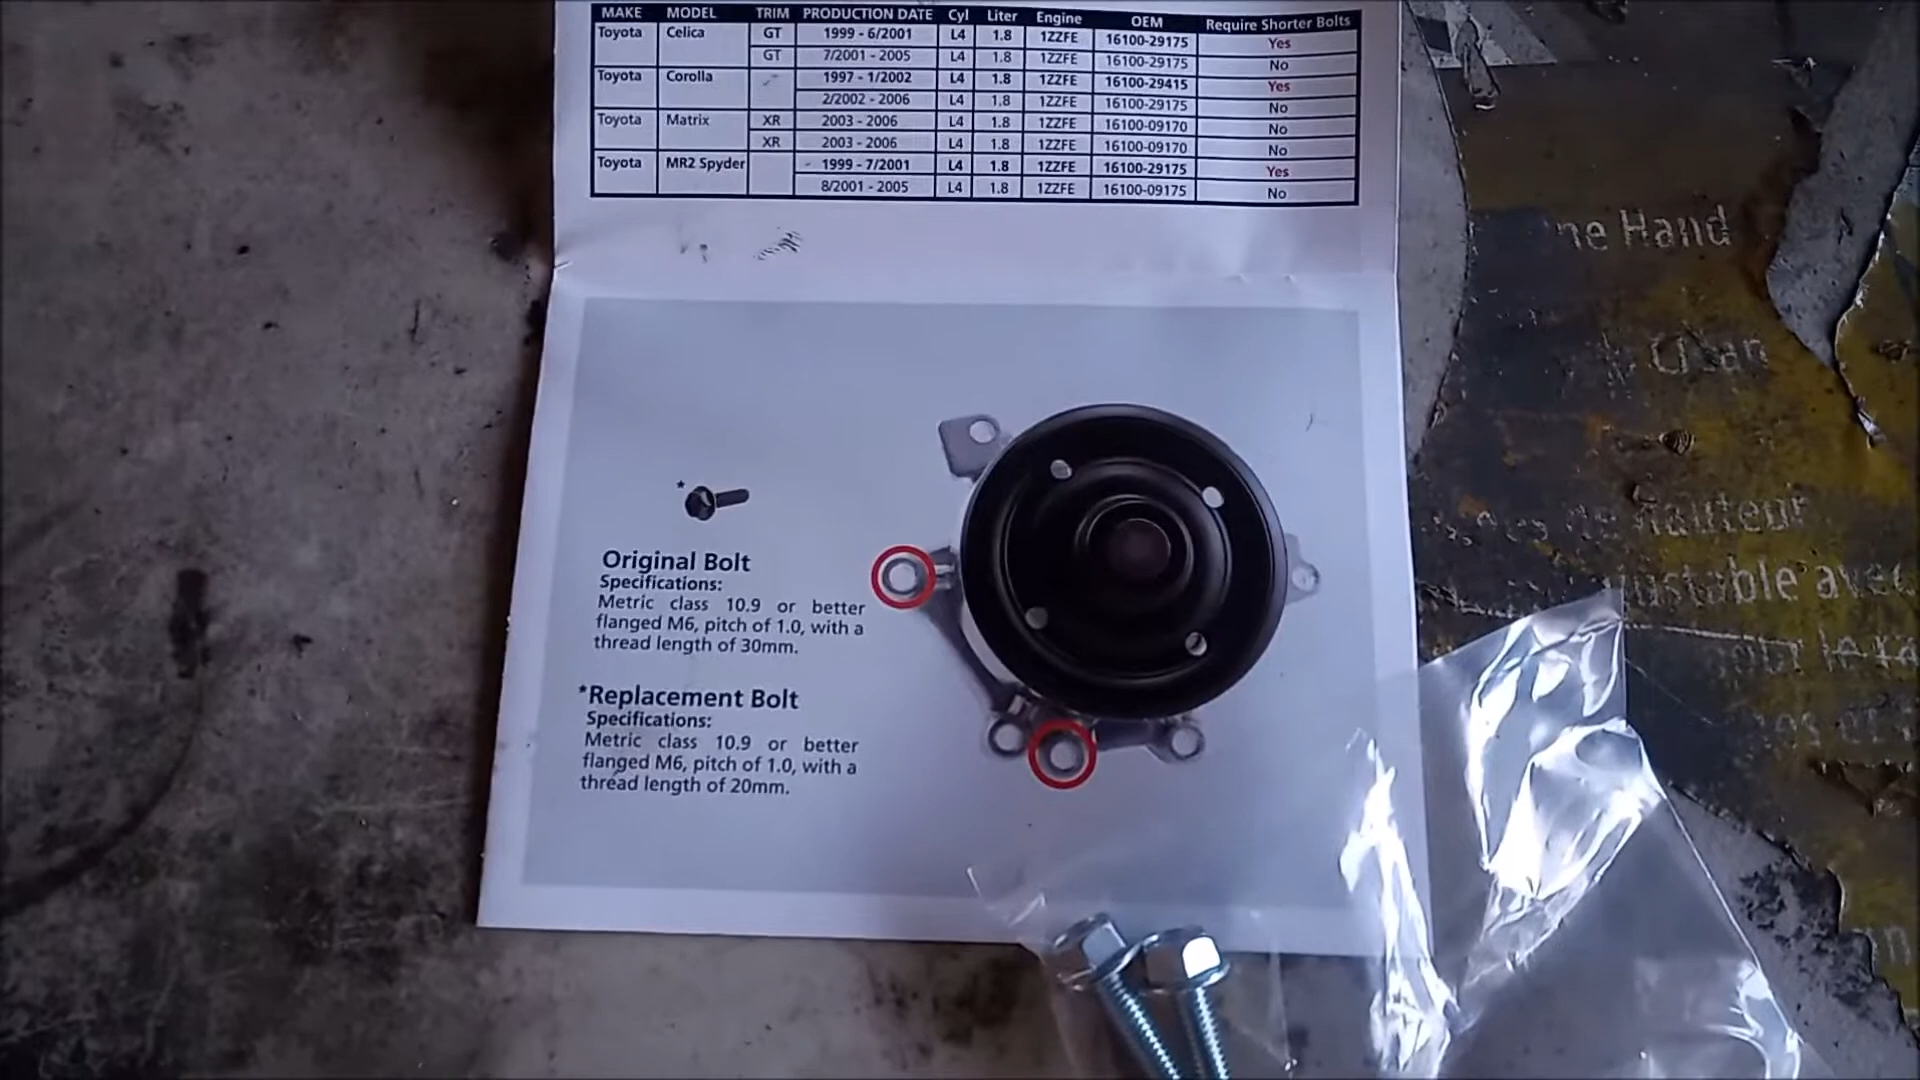 MAKE MODEL TRIM PRODUCTION DATE Cyl Liter Engine OEM Require Shorter Bolts
Toyota Celica GT 1999 - 6/2001 L4 1.8 1ZZFE 16100-29175 Yes
GT 7/2001 - 2005 L4 1.8 1ZZFE 16100-29175 No
Toyota Corolla 1997 - 1/2002 L4 1.8 1ZZFE 16100-29415 Yes
2/2002 - 2006 L4 1.8 1ZZFE 16100-29175 No
Toyota Matrix XR 2003 - 2006 L4 1.8 1ZZFE 16100-09170 No
XR 2003 - 2006 L4 1.8 1ZZFE 16100-09170 No
Toyota MR2 Spyder 1999 - 7/2001 L4 1.8 1ZZFE 16100-29175 Yes
8/2001 - 2005 L4 1.8 1ZZFE 16100-09175 No
*
Original Bolt
Specifications:
Metric class 10.9 or better
flanged M6, pitch of 1.0, with a
thread length of 30mm.
*Replacement Bolt
Specifications:
Metric class 10.9 or better
flanged M6, pitch of 1.0, with a
thread length of 20mm.
Hand
hauteur